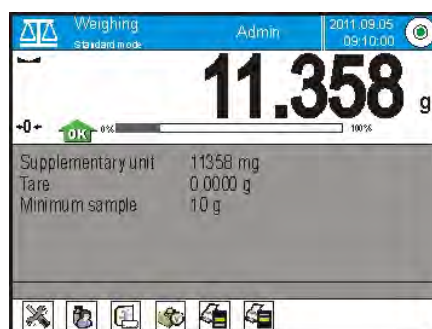 Weighing
Standard mode
Admin
2011.09.05
09:10:00
11.358 g
+0+
OK 0% 100%
Supplementary unit 11358 mg
Tare 0.0000 g
Minimum sample 10 g